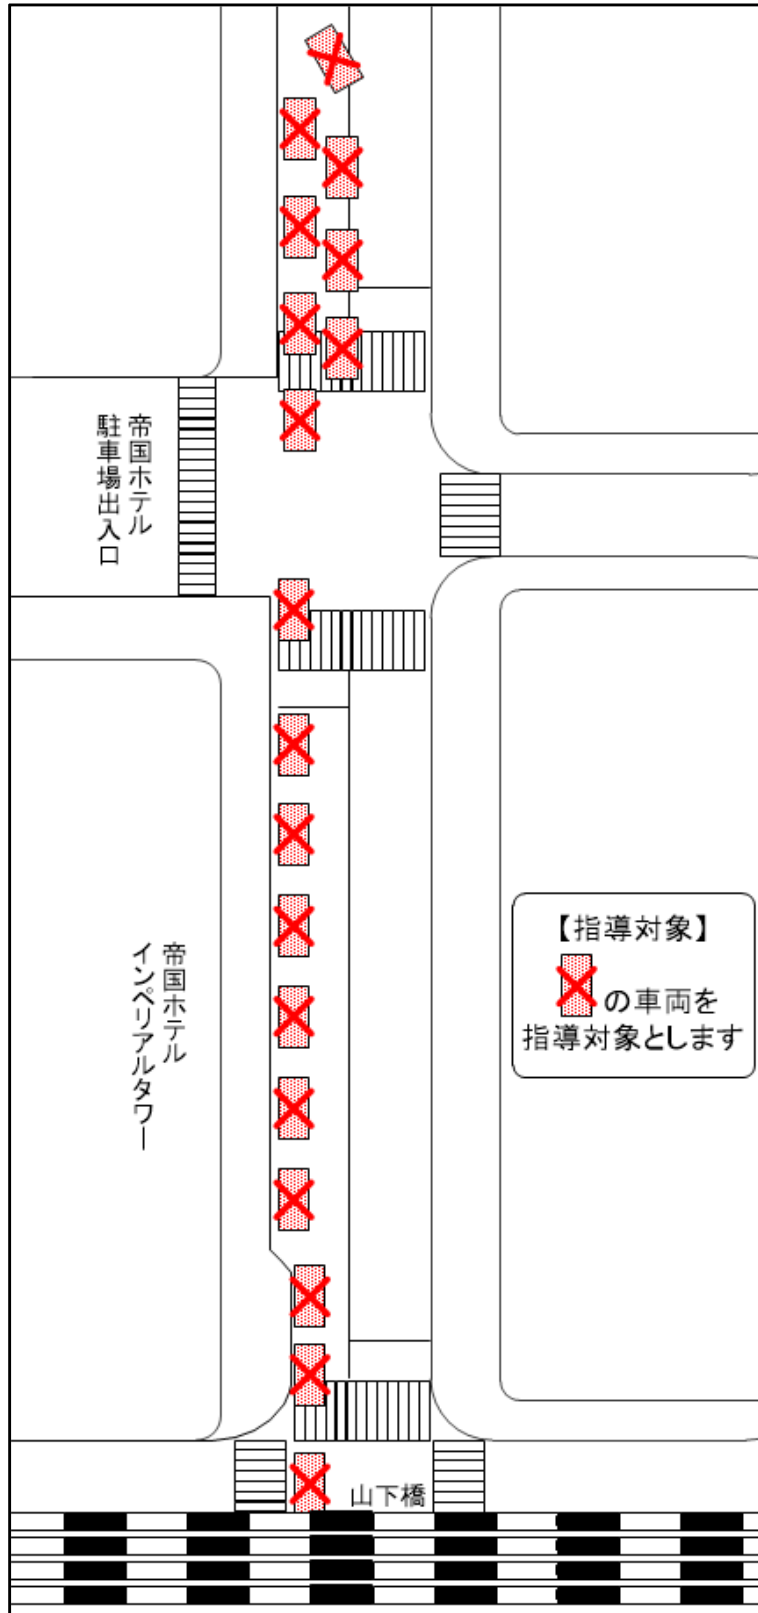 帝国ホテル
駐車場出入口
帝国ホテル
インペリアルタワー
【指導対象】
の車両を
指導対象とします
山下橋